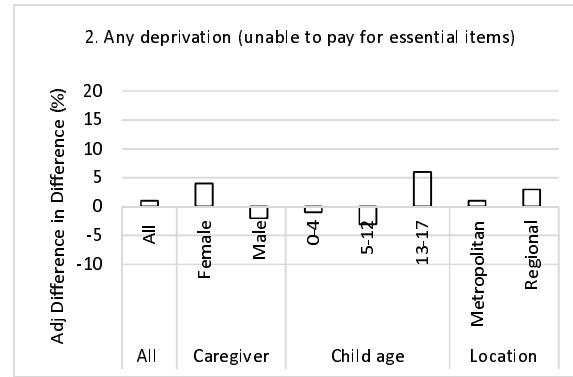 2. Any deprivation (unable to pay for essential items)
Adj Difference in Difference (%)
20
15
10
5
0
-5
-10
All
Female
Male
0-4
5-12
13-17
Metropolitan
Regional
All Caregiver Child age Location